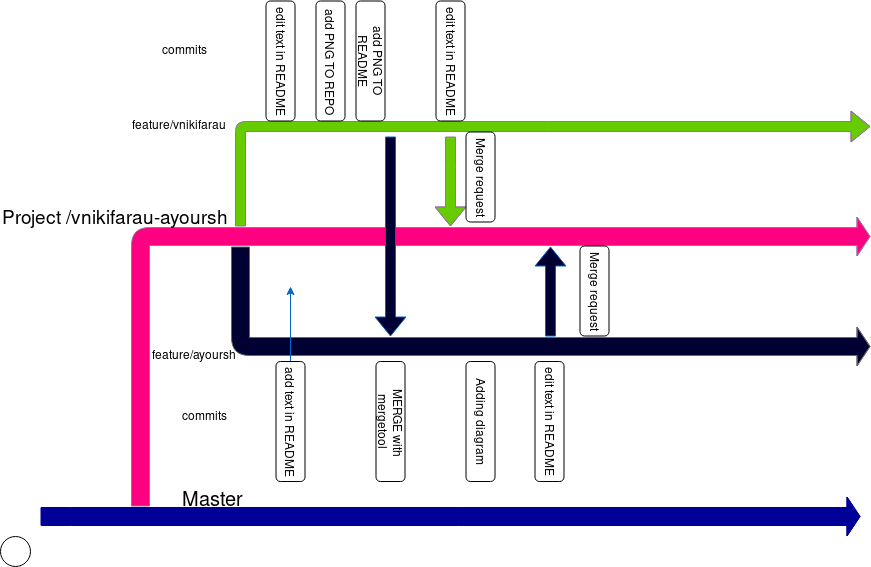 commits
edit text in README
add PNG TO REPO
add PNG TO
README
edit text in README
feature/vnikifarau
Merge request
Project /vnikifarau-ayoursh
Merge request
feature/ayoursh
commits
add text in README
MERGE with
mergetool
Adding diagram
edit text in README
Master